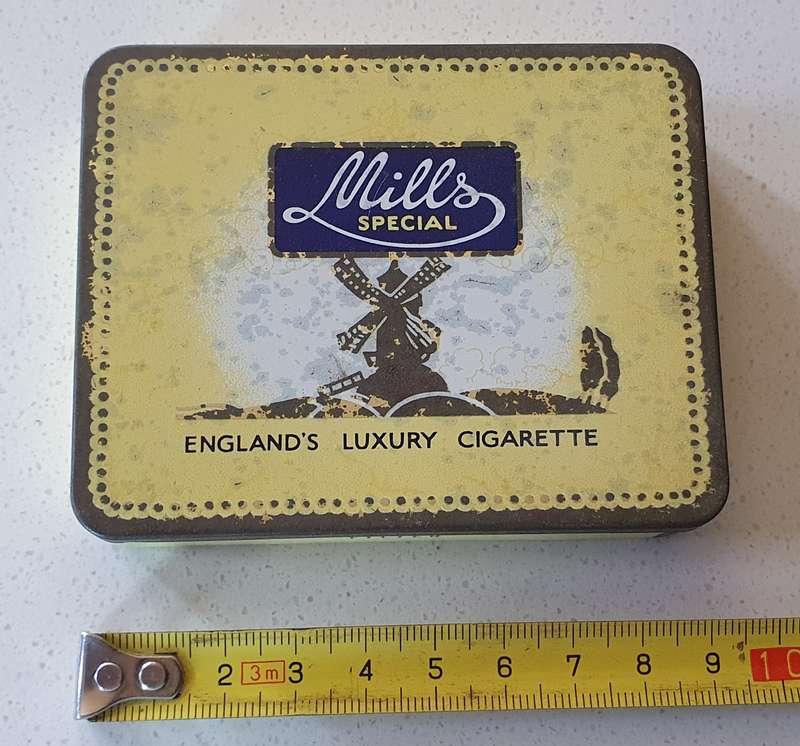 Mills
SPECIAL
ENGLAND'S LUXURY CIGARETTE
2 3m 3 4 5 6 7 8 9 10